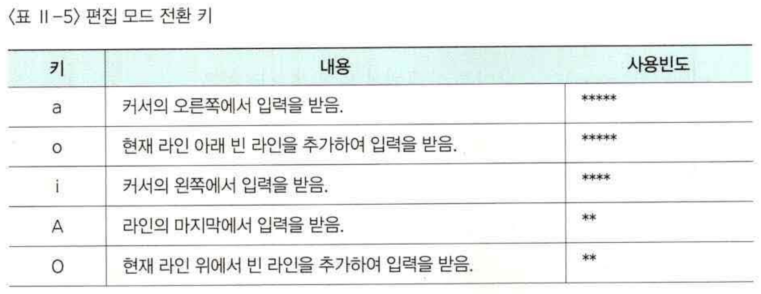 〈표 Ⅱ-5〉 편집 모드 전환 키
키 내용 사용빈도
a 커서의 오른쪽에서 입력을 받음. *****
o 현재 라인 아래 빈 라인을 추가하여 입력을 받음. *****
i 커서의 왼쪽에서 입력을 받음. ****
A 라인의 마지막에서 입력을 받음. **
O 현재 라인 위에서 빈 라인을 추가하여 입력을 받음. **